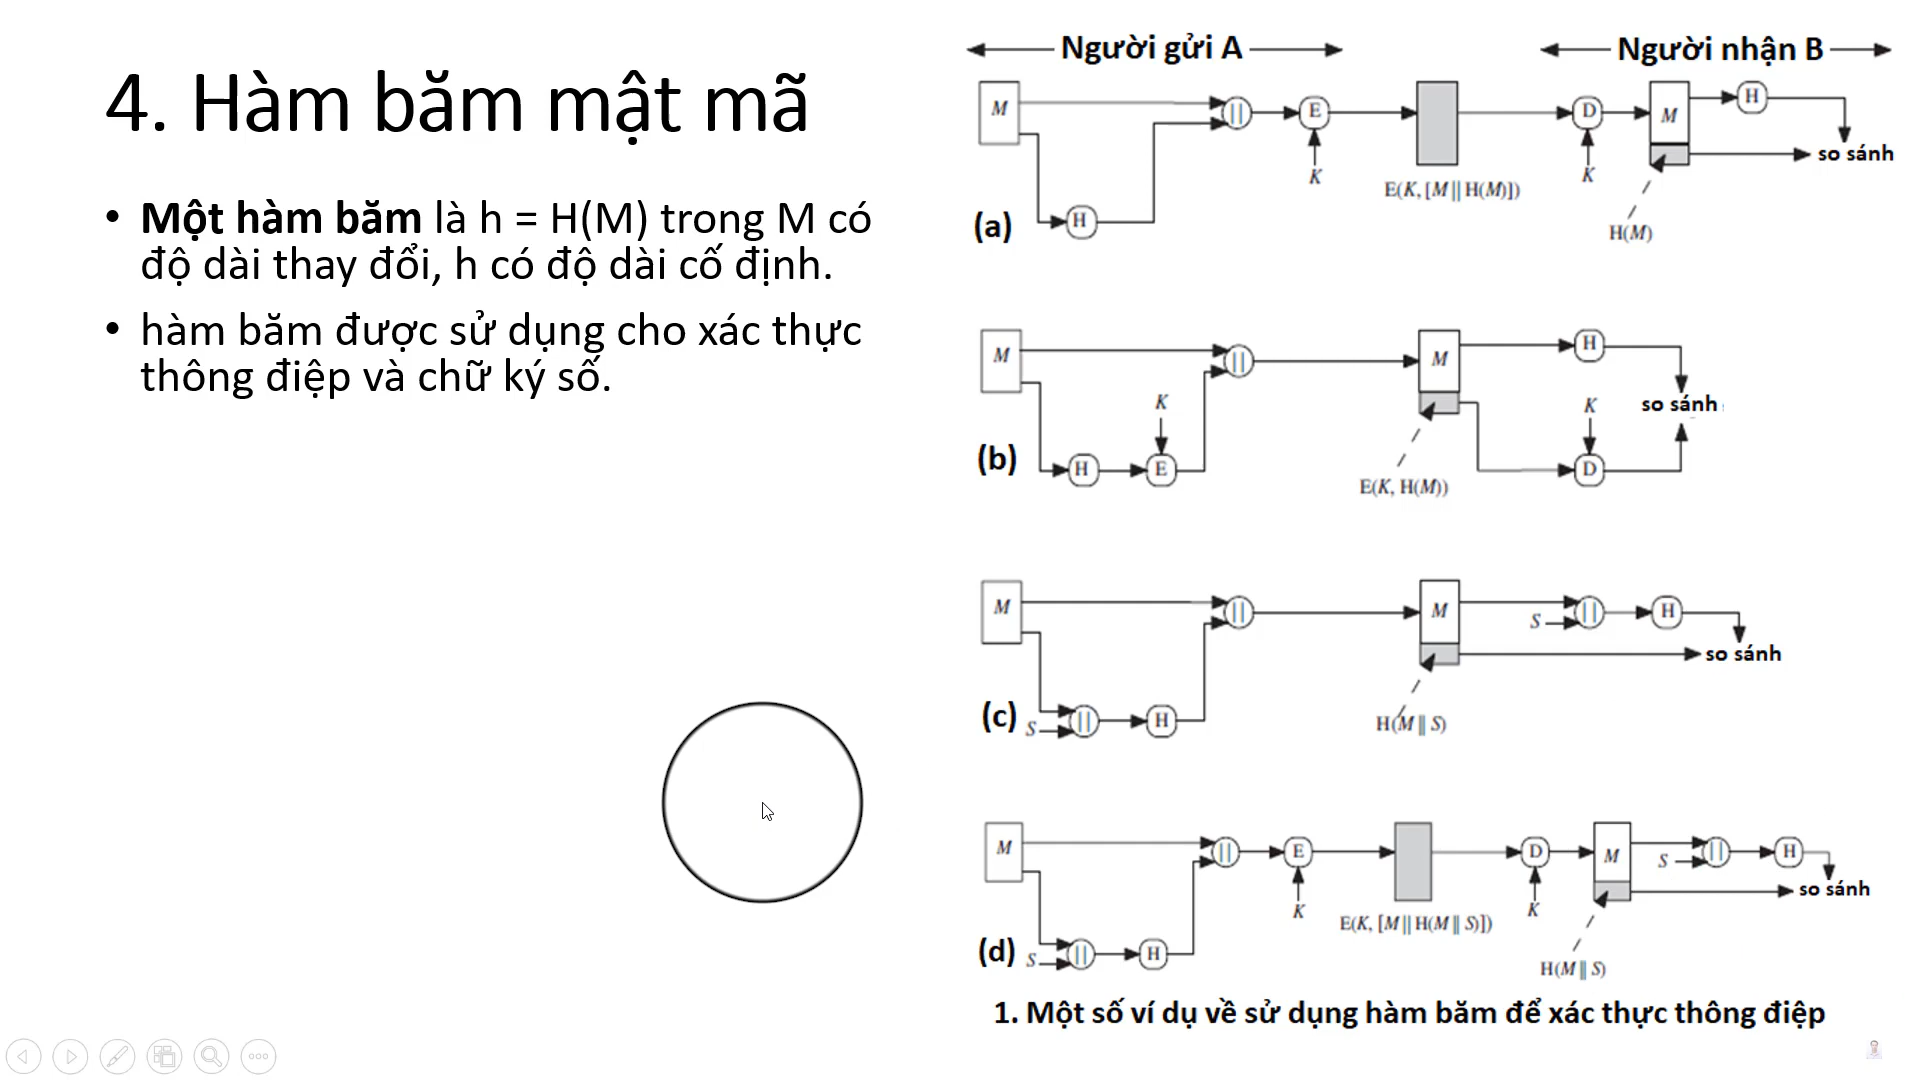 4. Hàm băm mật mã
• Một hàm băm là h = H(M) trong M có
độ dài thay đổi, h có độ dài cố định.
• hàm băm được sử dụng cho xác thực
thông điệp và chữ ký số.
Người gửi A
Người nhận B
M
||
E
D
M
H
K
K
so sánh
E(K, [M || H(M)])
H
H(M)
(a)
M
||
M
H
K
K
so sánh
(b)
H
E
D
E(K, H(M))
M
||
M
S
||
H
so sánh
(c)
S
||
H
H(M || S)
M
||
E
D
M
S
||
H
K
K
so sánh
E(K, [M || H(M || S)])
(d)
S
||
H
H(M || S)
1. Một số ví dụ về sử dụng hàm băm để xác thực thông điệp